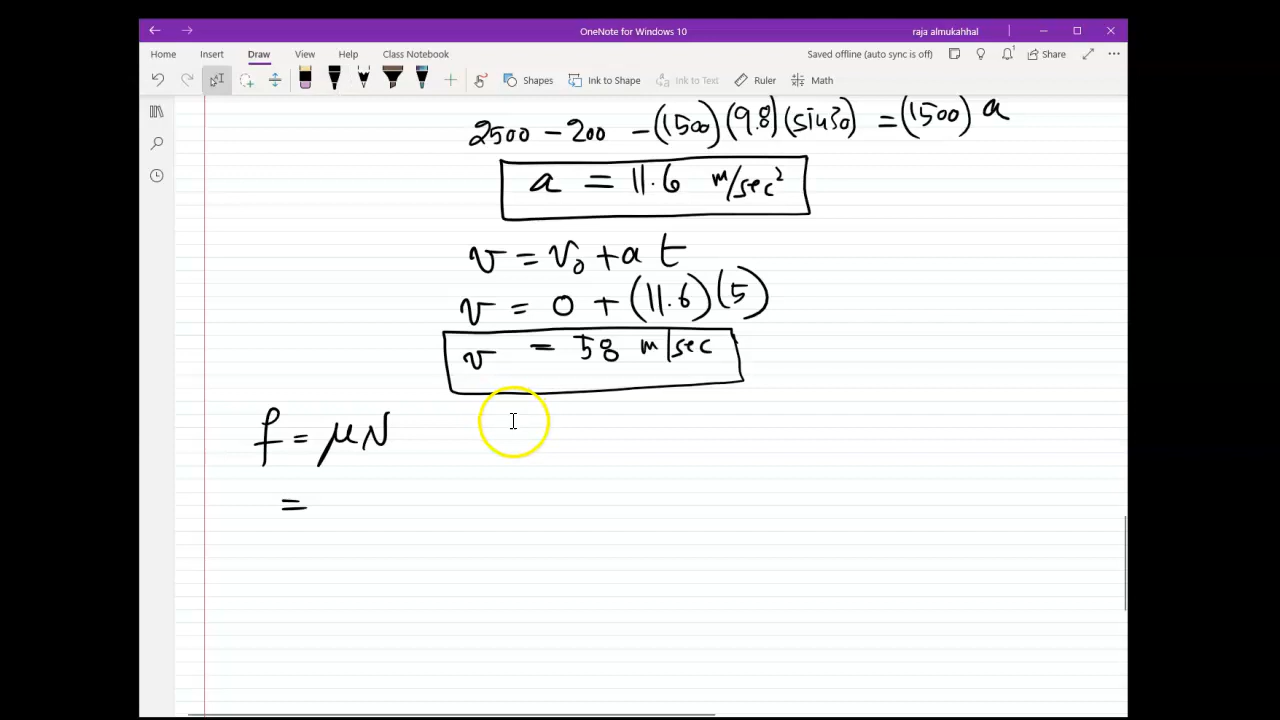 OneNote for Windows 10
raja almukahhal
Home Insert Draw View Help Class Notebook
Saved offline (auto sync is off)
Share
Shapes Ink to Shape Ink to Text Ruler Math
2500 - 200 - (1500)(9.8)(sin30) = (1500) a
a = 11.6 m/sec²
v = v₀ + a t
v = 0 + (11.6)(5)
v = 58 m/sec
f = μN
=